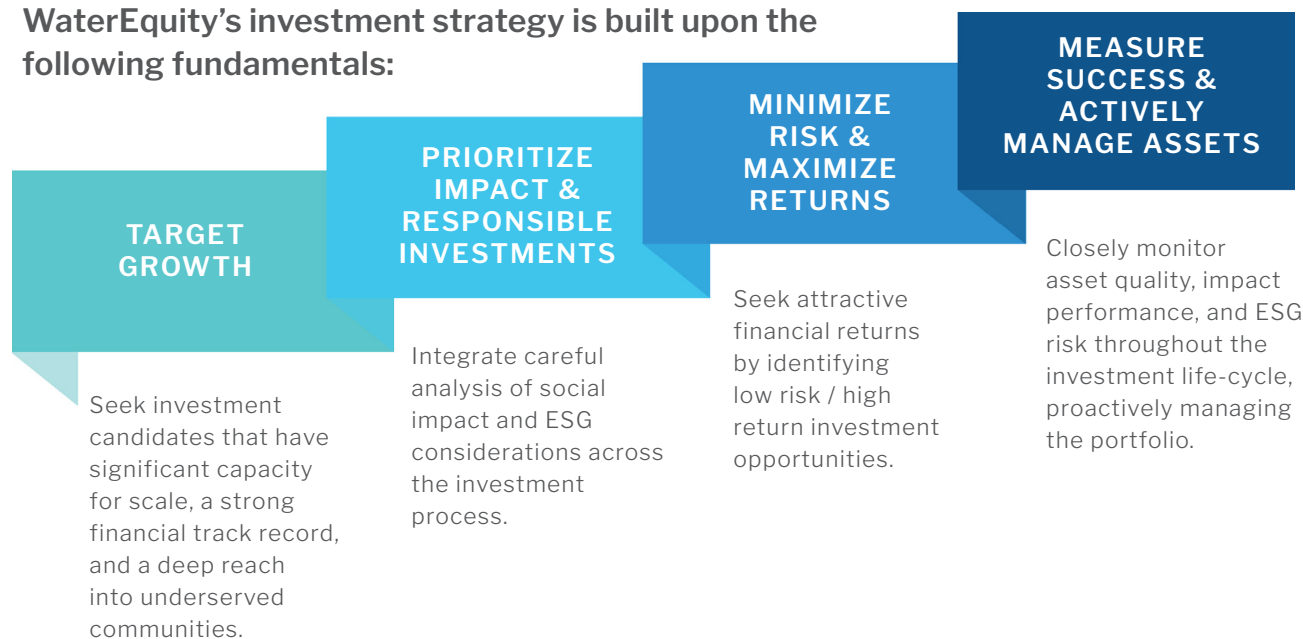 WaterEquity's investment strategy is built upon the
following fundamentals:
TARGET
GROWTH
Seek investment
candidates that have
significant capacity
for scale, a strong
financial track record,
and a deep reach
into underserved
communities.
PRIORITIZE
IMPACT &
RESPONSIBLE
INVESTMENTS
Integrate careful
analysis of social
impact and ESG
considerations across
the investment
process.
MINIMIZE
RISK &
MAXIMIZE
RETURNS
Seek attractive
financial returns
by identifying
low risk / high
return investment
opportunities.
MEASURE
SUCCESS &
ACTIVELY
MANAGE ASSETS
Closely monitor
asset quality, impact
performance, and ESG
risk throughout the
investment life-cycle,
proactively managing
the portfolio.